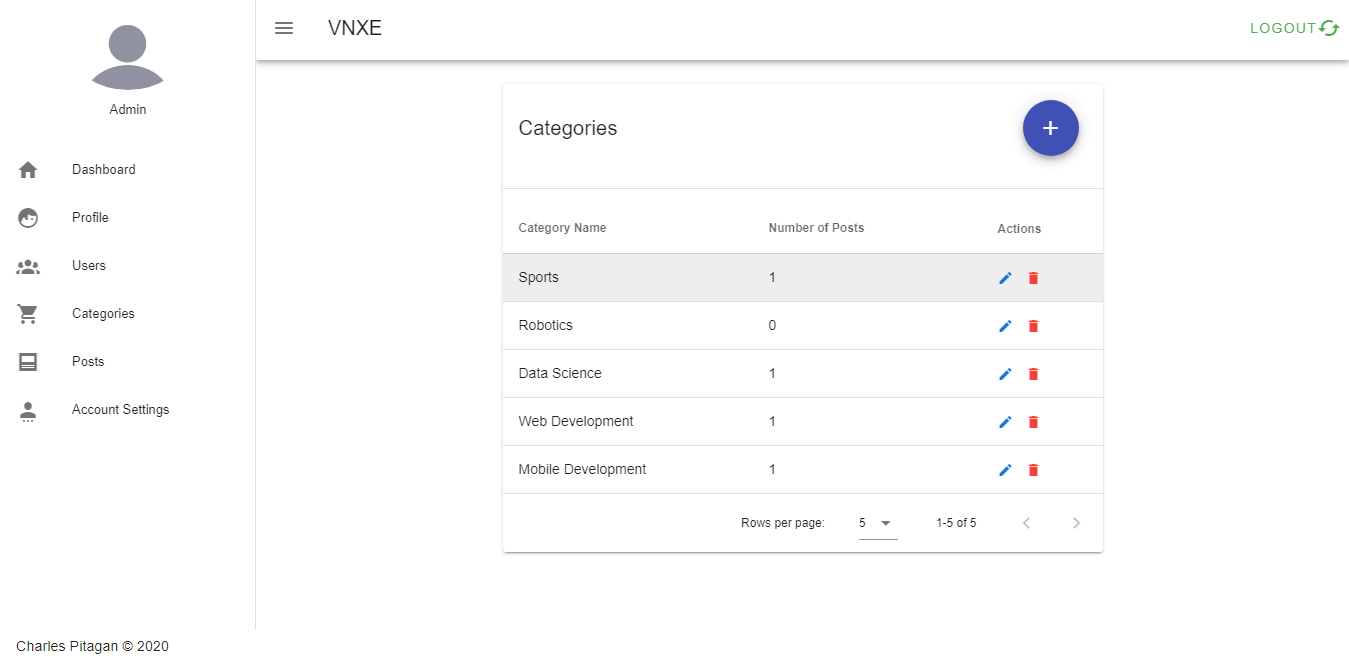 VNXE
LOGOUT
Admin
Dashboard
Profile
Users
Categories
Posts
Account Settings
Categories
Category Name Number of Posts Actions
Sports 1
Robotics 0
Data Science 1
Web Development 1
Mobile Development 1
Rows per page: 5 1-5 of 5
Charles Pitagan © 2020